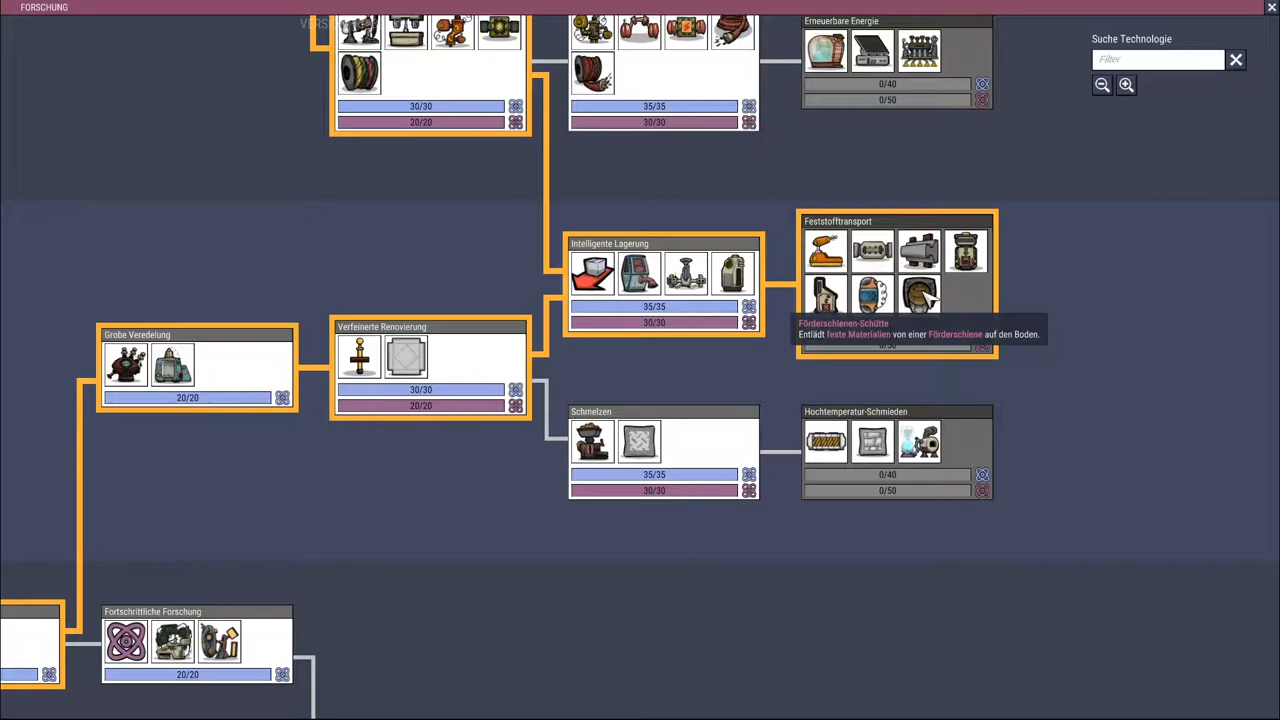 FORSCHUNG
Suche Technologie
Filter
Erneuerbare Energie
0/40
0/50
30/30
20/20
35/35
30/30
Feststofftransport
Intelligente Lagerung
35/35
30/30
Förderschienen-Schütte
Entlädt feste Materialien von einer Förderschiene auf den Boden.
0/50
Grobe Veredelung
20/20
Verfeinerte Renovierung
30/30
20/20
Schmelzen
35/35
30/30
Hochtemperatur-Schmieden
0/40
0/50
Fortschrittliche Forschung
20/20